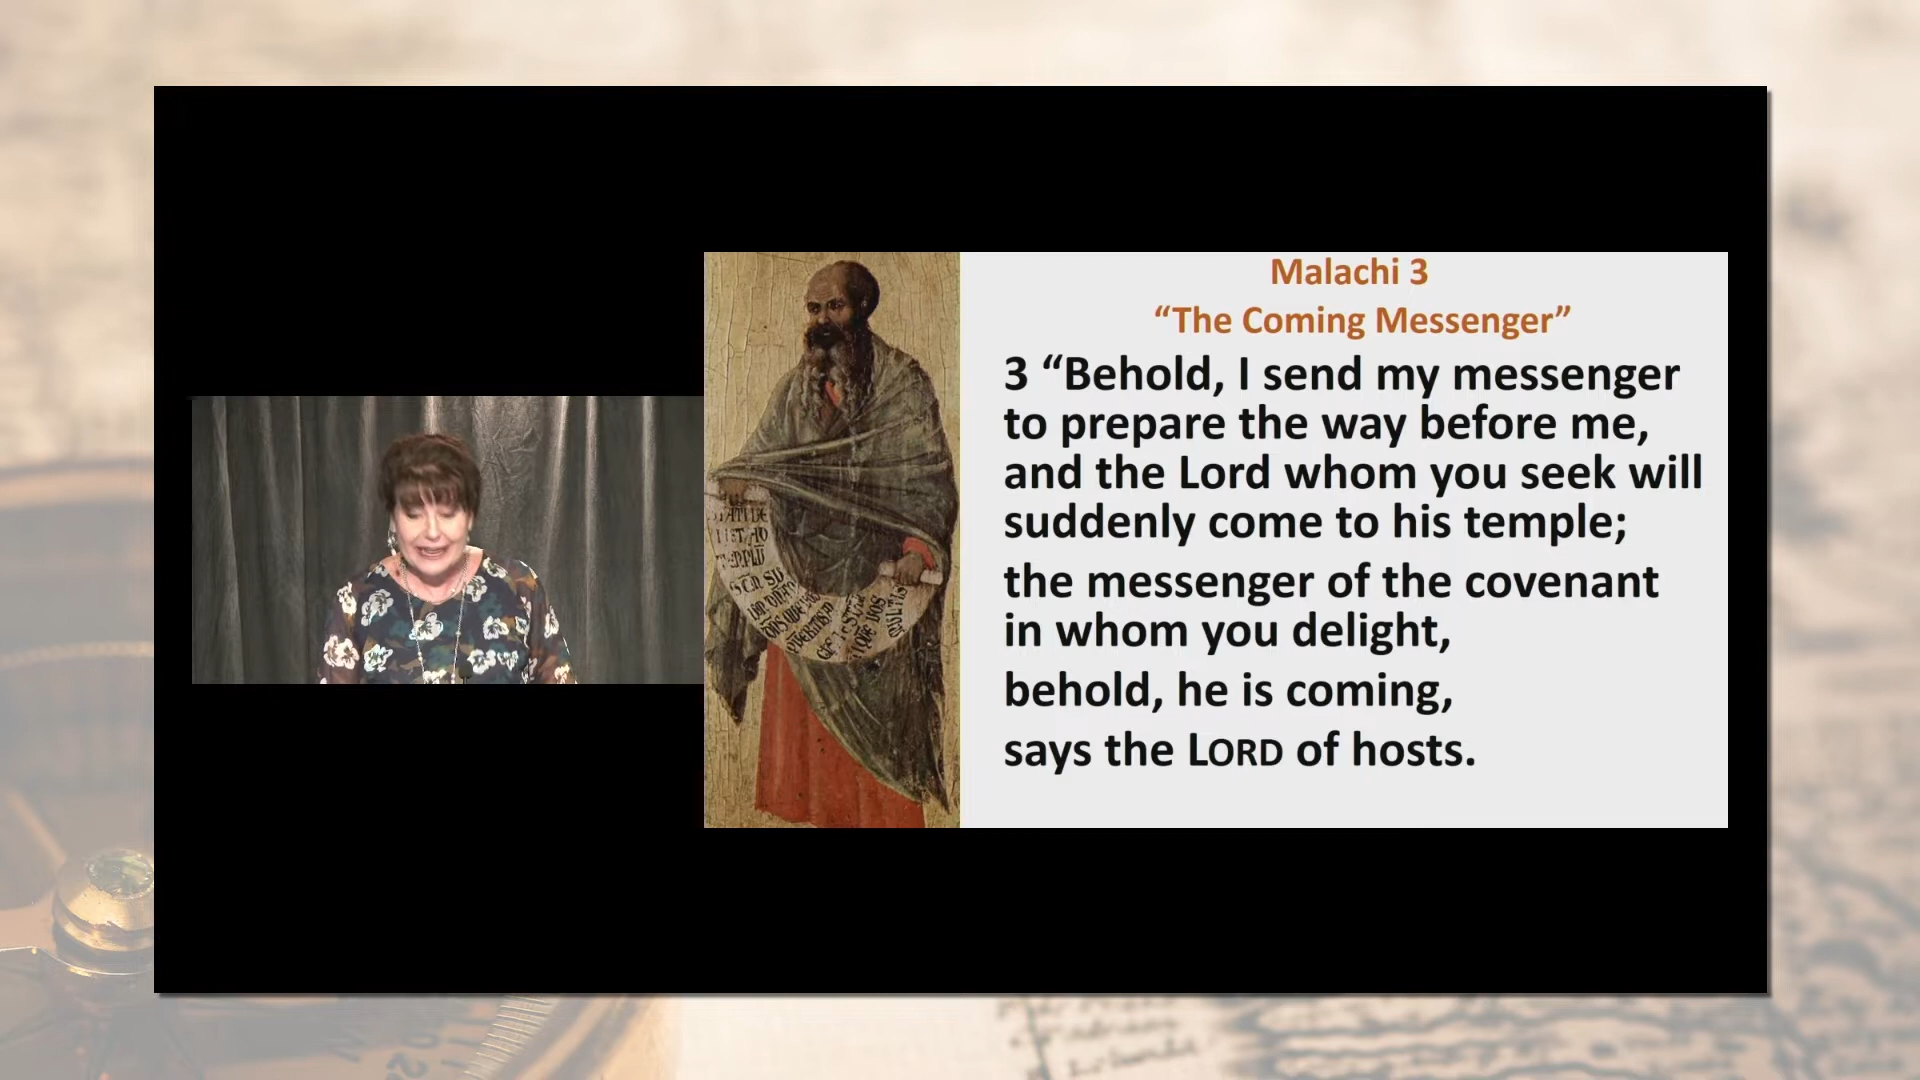 Malachi 3
“The Coming Messenger”
3 “Behold, I send my messenger
to prepare the way before me,
and the Lord whom you seek will
suddenly come to his temple;
the messenger of the covenant
in whom you delight,
behold, he is coming,
says the LORD of hosts.